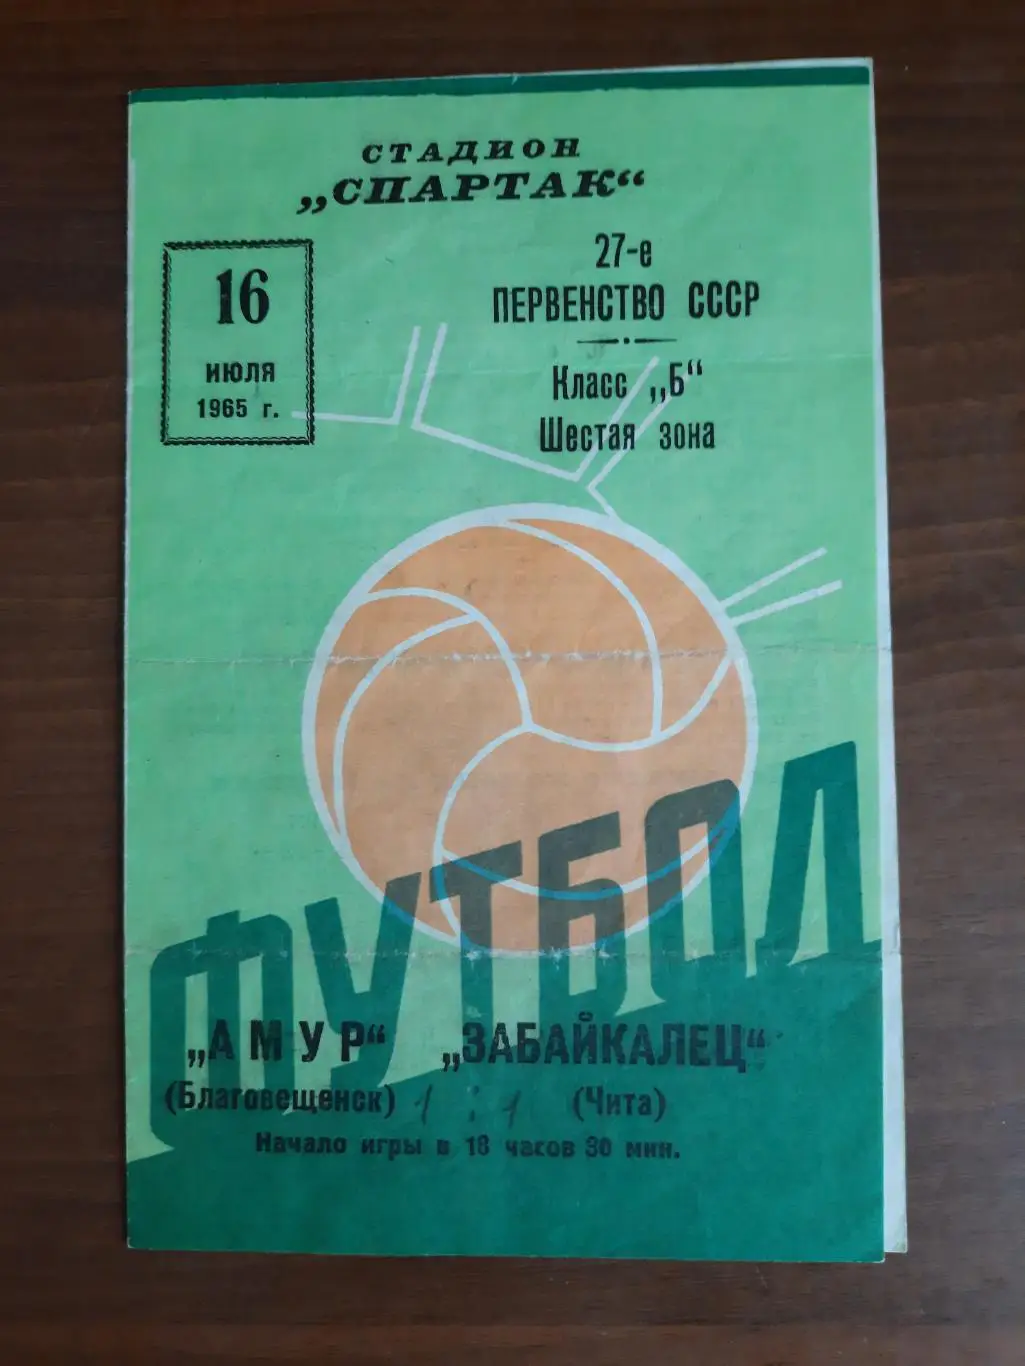 СТАДИОН
„СПАРТАК“
16
ИЮЛЯ
1965 г.
27-е
ПЕРВЕНСТВО СССР
Класс „Б“
Шестая зона
ФУТБОЛ
„АМУР“ „ЗАБАЙКАЛЕЦ“
(Благовещенск) 1 : 1 (Чита)
Начало игры в 18 часов 30 мин.